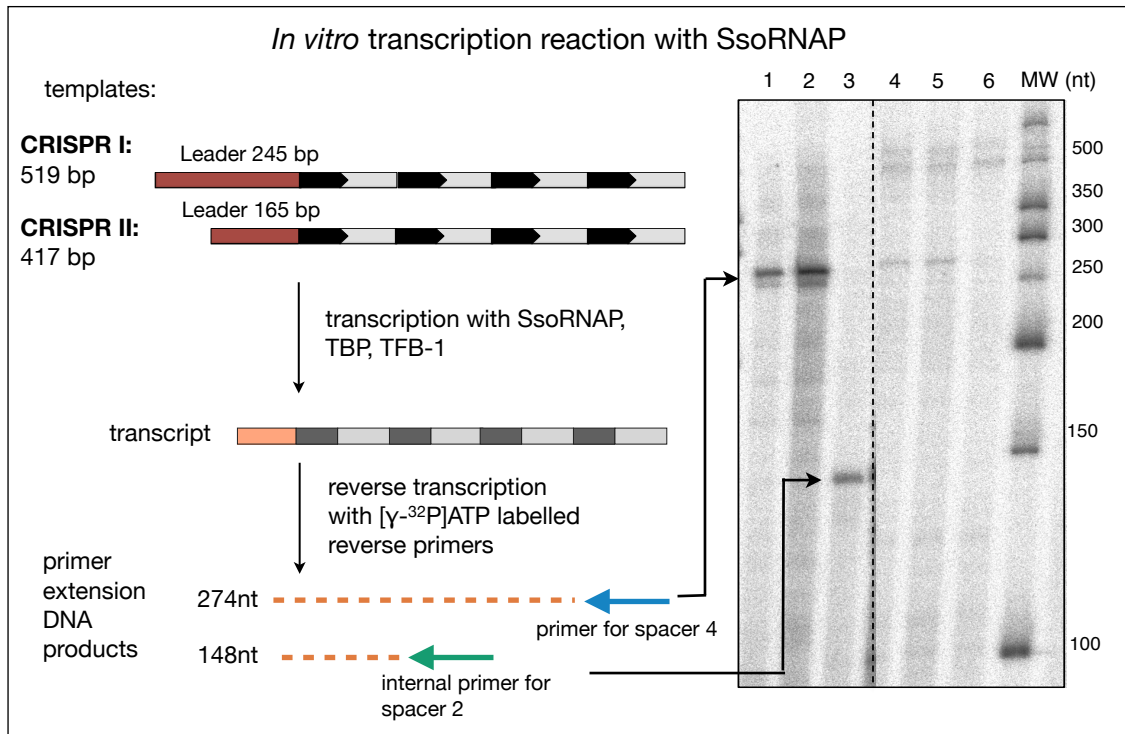 In vitro transcription reaction with SsoRNAP
templates:
CRISPR I:
519 bp
Leader 245 bp
CRISPR II:
417 bp
Leader 165 bp
transcription with SsoRNAP,
TBP, TFB-1
transcript
reverse transcription
with [γ-³²P]ATP labelled
reverse primers
primer
extension
DNA
products
274nt
primer for spacer 4
148nt
internal primer for
spacer 2
1 2 3 4 5 6 MW (nt)
500
350
300
250
200
150
100